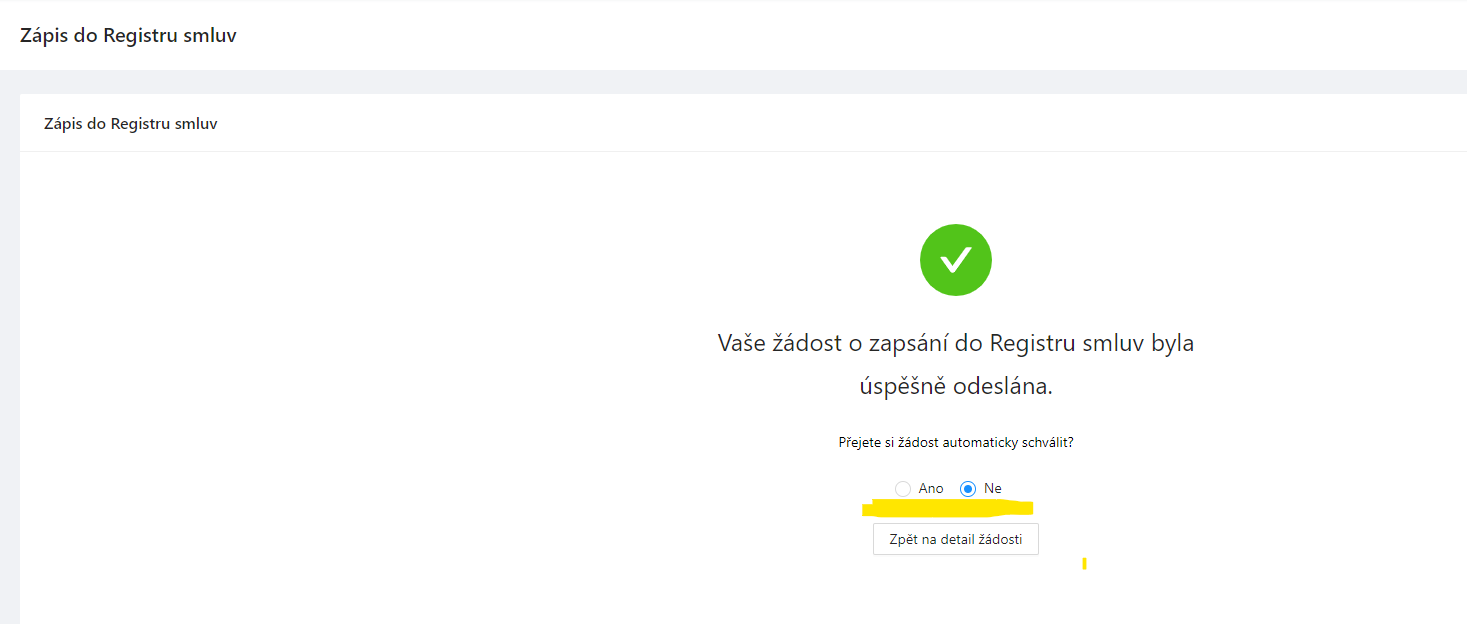 Zápis do Registru smluv
Zápis do Registru smluv
Vaše žádost o zapsání do Registru smluv byla
úspěšně odeslána.
Přejete si žádost automaticky schválit?
Ano Ne
Zpět na detail žádosti